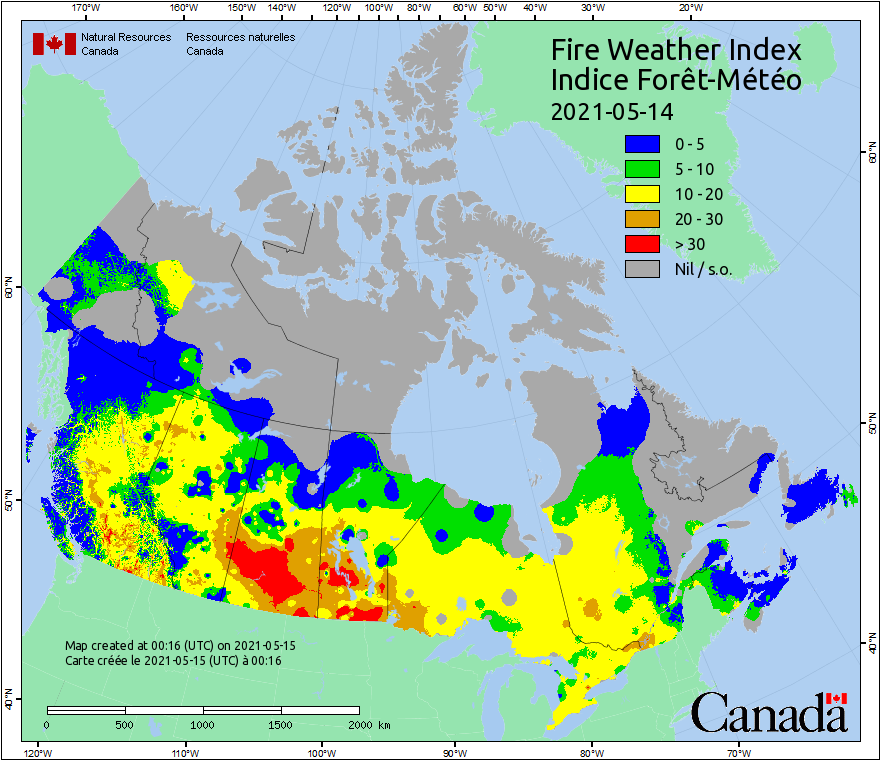 170°W 160°W 150°W 140°W 130°W 120°W 110°W 100°W 90°W 80°W 70°W 60°W 50°W 40°W 30°W 20°W
Natural Resources Ressources naturelles
Canada Canada
Fire Weather Index
Indice Forêt-Météo
2021-05-14
0 - 5
5 - 10
10 - 20
20 - 30
> 30
Nil / s.o.
60°N
60°N
50°N
50°N
40°N
40°N
Map created at 00:16 (UTC) on 2021-05-15
Carte créée le 2021-05-15 (UTC) à 00:16
0 500 1000 1500 2000 km
Canada
120°W 110°W 100°W 90°W 80°W 70°W